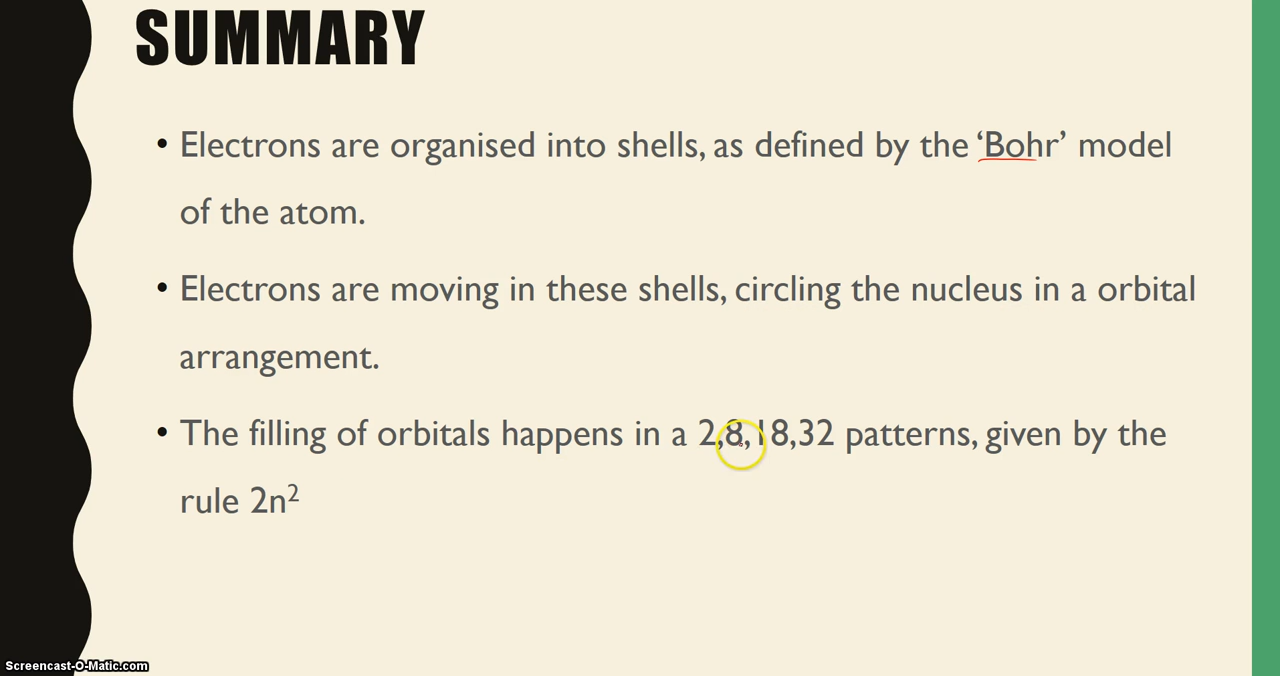 SUMMARY
• Electrons are organised into shells, as defined by the ‘Bohr’ model
of the atom.
• Electrons are moving in these shells, circling the nucleus in a orbital
arrangement.
• The filling of orbitals happens in a 2,8,18,32 patterns, given by the
rule 2n²
Screencast-O-Matic.com